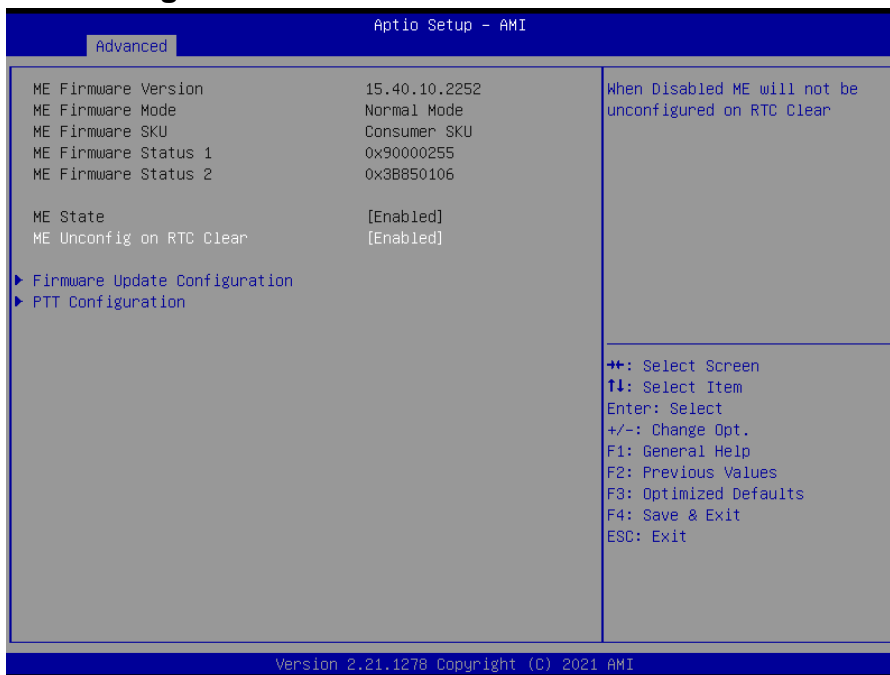 Aptio Setup – AMI
Advanced
ME Firmware Version 15.40.10.2252
ME Firmware Mode Normal Mode
ME Firmware SKU Consumer SKU
ME Firmware Status 1 0x90000255
ME Firmware Status 2 0x3B850106
ME State [Enabled]
ME Unconfig on RTC Clear [Enabled]
▶ Firmware Update Configuration
▶ PTT Configuration
When Disabled ME will not be
unconfigured on RTC Clear
→←: Select Screen
↑↓: Select Item
Enter: Select
+/-: Change Opt.
F1: General Help
F2: Previous Values
F3: Optimized Defaults
F4: Save & Exit
ESC: Exit
Version 2.21.1278 Copyright (C) 2021 AMI